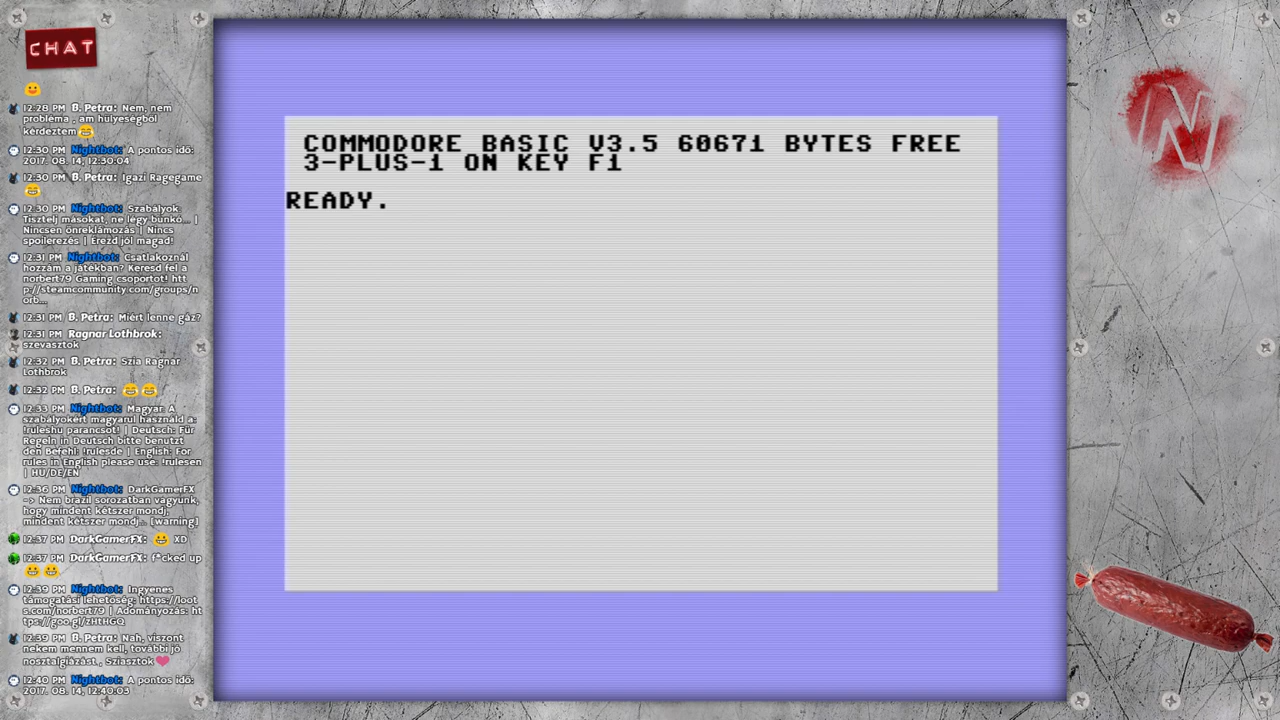 CHAT
12:28 PM B. Petra: Nem, nem
probléma , am hülyeségből
kérdeztem
12:30 PM Nightbot: A pontos idő:
2017. 08. 14, 12:30:04
12:30 PM B. Petra: Igazi Ragegame
12:30 PM Nightbot: Szabályok:
Tisztelj másokat, ne légy bunkó... |
Nincsen önreklámozás | Nincs
spoilerezés | Érezd jól magad!
12:31 PM Nightbot: Csatlakoznál
hozzám a játékban? Keresd fel a
norbert79 Gaming csoportot! htt
p://steamcommunity.com/groups/n
orb...
12:31 PM B. Petra: Miért lenne gáz?
12:31 PM Ragnar Lothbrok:
szevasztok
12:32 PM B. Petra: Szia Ragnar
Lothbrok
12:32 PM B. Petra:
12:33 PM Nightbot: Magyar: A
szabályokért magyarul használd a:
!ruleshu parancsot! | Deutsch: Für
Regeln in Deutsch bitte benutzt
den Befehl: !rulesde | English: For
rules in English please use: !rulesen
| HU/DE/EN
12:36 PM Nightbot: DarkGamerFX
-> Nem brazil sorozatban vagyunk,
hogy mindent kétszer mondj,
mindent kétszer mondj... [warning]
12:37 PM DarkGamerFX: XD
12:37 PM DarkGamerFX: f*cked up
12:39 PM Nightbot: Ingyenes
támogatási lehetőség: https://loot
s.com/norbert79 | Adományozás: ht
tps://goo.gl/zHtHGQ
12:39 PM B. Petra: Nah, viszont
nekem mennem kell, további jó
nosztalgiázást , Sziasztok
12:40 PM Nightbot: A pontos idő:
2017. 08. 14, 12:40:03
COMMODORE BASIC V3.5 60671 BYTES FREE
3-PLUS-1 ON KEY F1
READY.
N